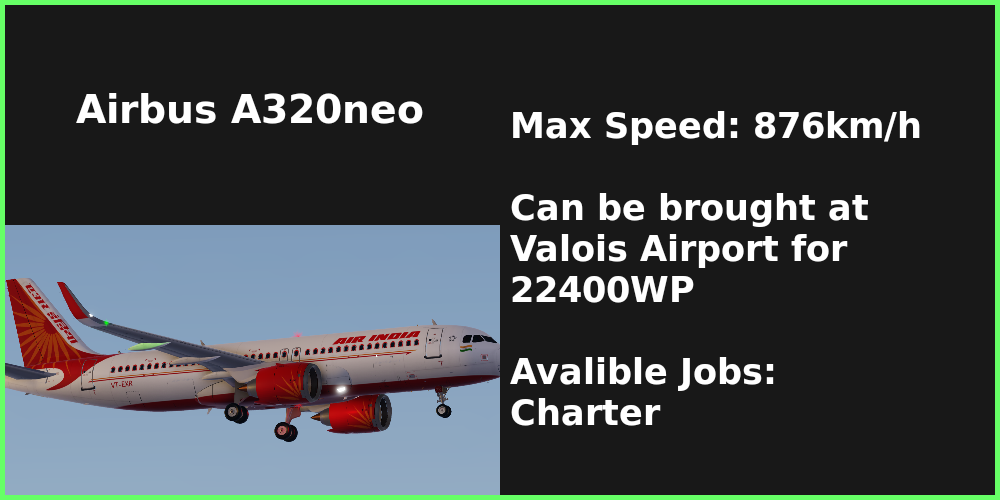 Airbus A320neo
Max Speed: 876km/h
Can be brought at
Valois Airport for
22400WP
Avalible Jobs:
Charter
AIR INDIA
VT-EXR